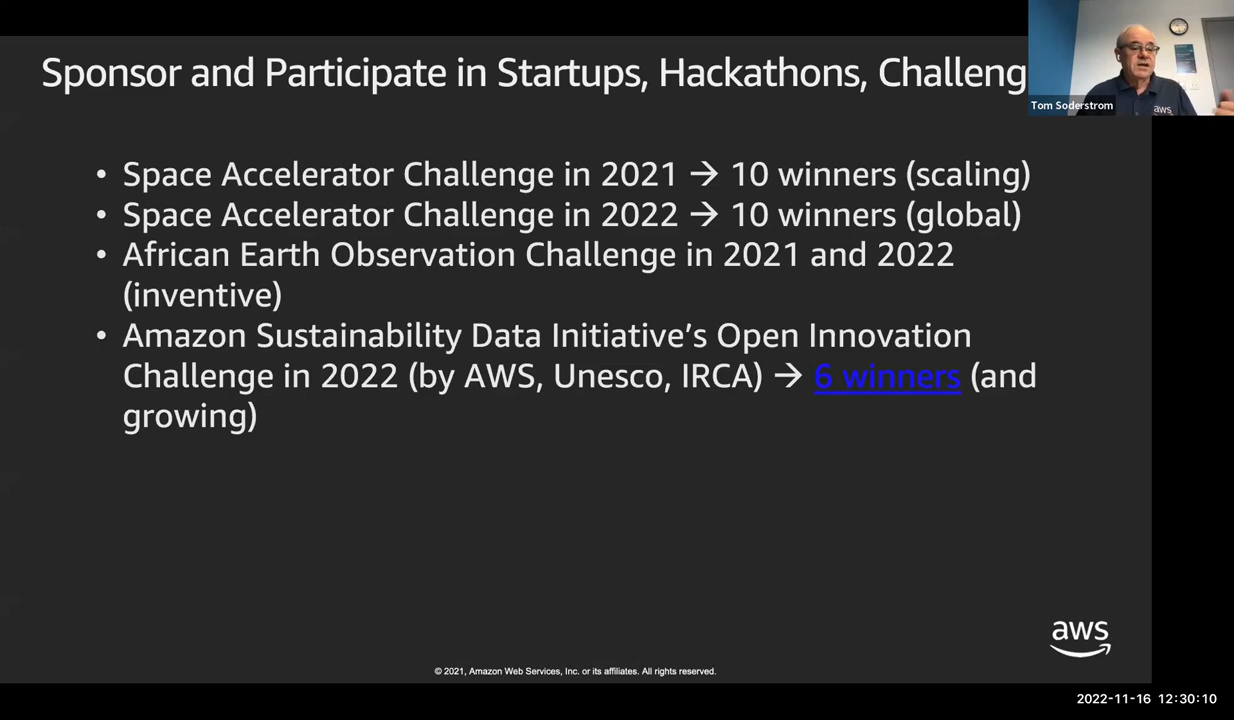 Sponsor and Participate in Startups, Hackathons, Challeng
Tom Soderstrom
aws
• Space Accelerator Challenge in 2021 → 10 winners (scaling)
• Space Accelerator Challenge in 2022 → 10 winners (global)
• African Earth Observation Challenge in 2021 and 2022
(inventive)
• Amazon Sustainability Data Initiative’s Open Innovation
Challenge in 2022 (by AWS, Unesco, IRCA) → 6 winners (and
growing)
aws
© 2021, Amazon Web Services, Inc. or its affiliates. All rights reserved.
2022-11-16 12:30:10